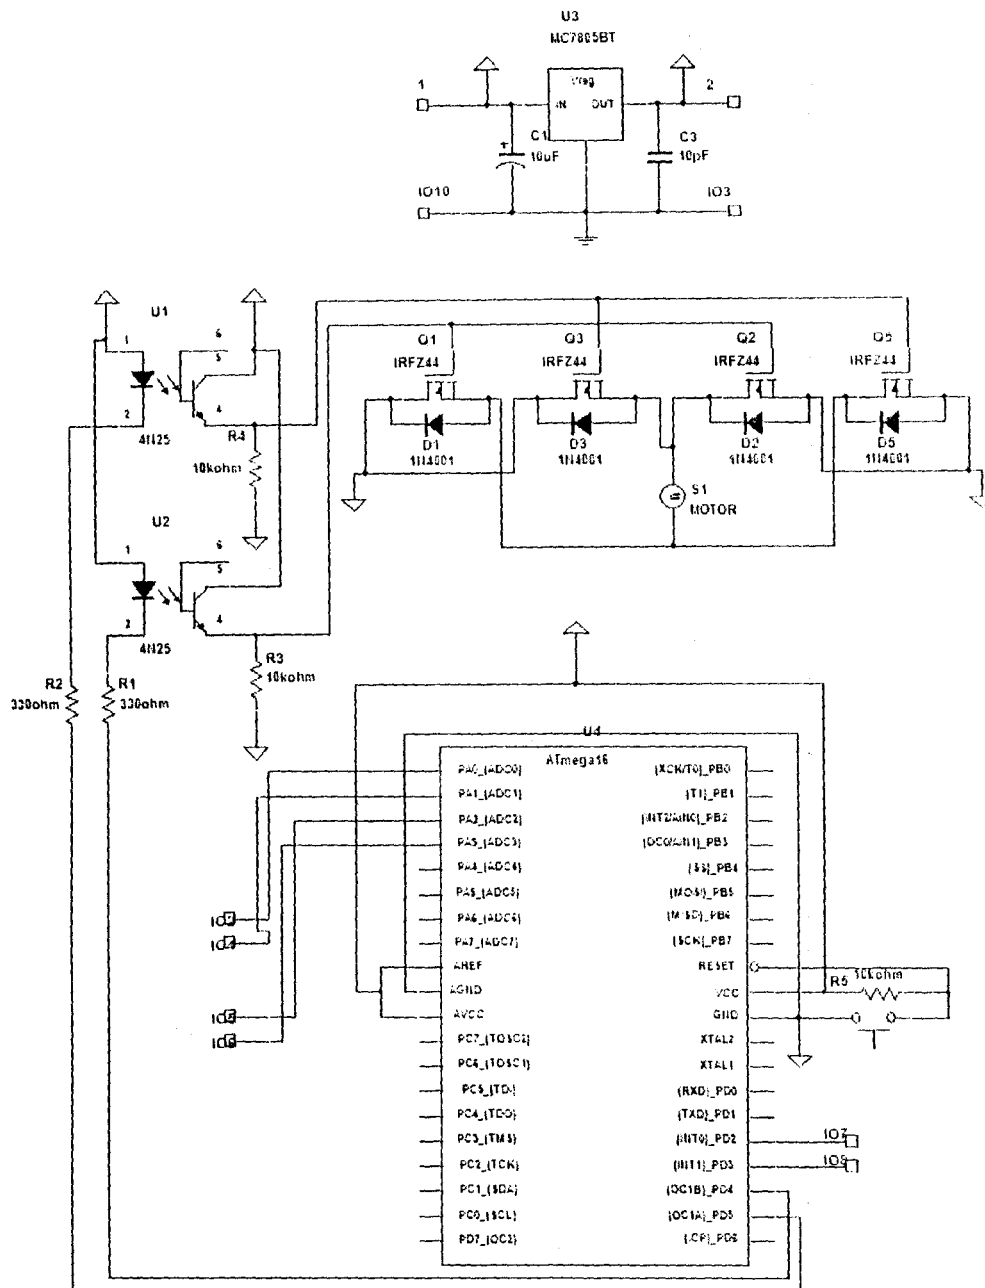 U3
MC7805BT
1
Vreg
2
IN OUT
C1
10uF
C3
10pF
IO10
IO3
U1
1
6
5
2
4
4N25
R4
10kohm
U2
1
6
5
2
4
4N25
R3
10kohm
R2
330ohm
R1
330ohm
Q1
IRFZ44
Q3
IRFZ44
Q2
IRFZ44
Q5
IRFZ44
D1
1N4001
D3
1N4001
D2
1N4001
D5
1N4001
S1
MOTOR
U4
ATmega16
PA0_(ADC0)
PA1_(ADC1)
(ADC2)
(ADC3)
PA4_(ADC4)
PA5_(ADC5)
PA6_(ADC6)
PA7_(ADC7)
AREF
AGND
AVCC
PC7_(TOSC2)
PC6_(TOSC1)
PC5_(TDI)
PC4_(TDO)
PC3_(TMS)
PC2_(TCK)
PC1_(SDA)
PC0_(SCL)
PD7_(OC2)
(XCK/T0)_PB0
(T1)_PB1
(INT2/AIN0)_PB2
(OC0/AIN1)_PB3
(SS)_PB4
(MOSI)_PB5
(MISO)_PB6
(SCK)_PB7
RESET
VCC
GND
XTAL2
XTAL1
(RXD)_PD0
(TXD)_PD1
(INT0)_PD2
(INT1)_PD3
(OC1B)_PD4
(OC1A)_PD5
(ICP)_PD6
R5
10kohm
IO7
IO8